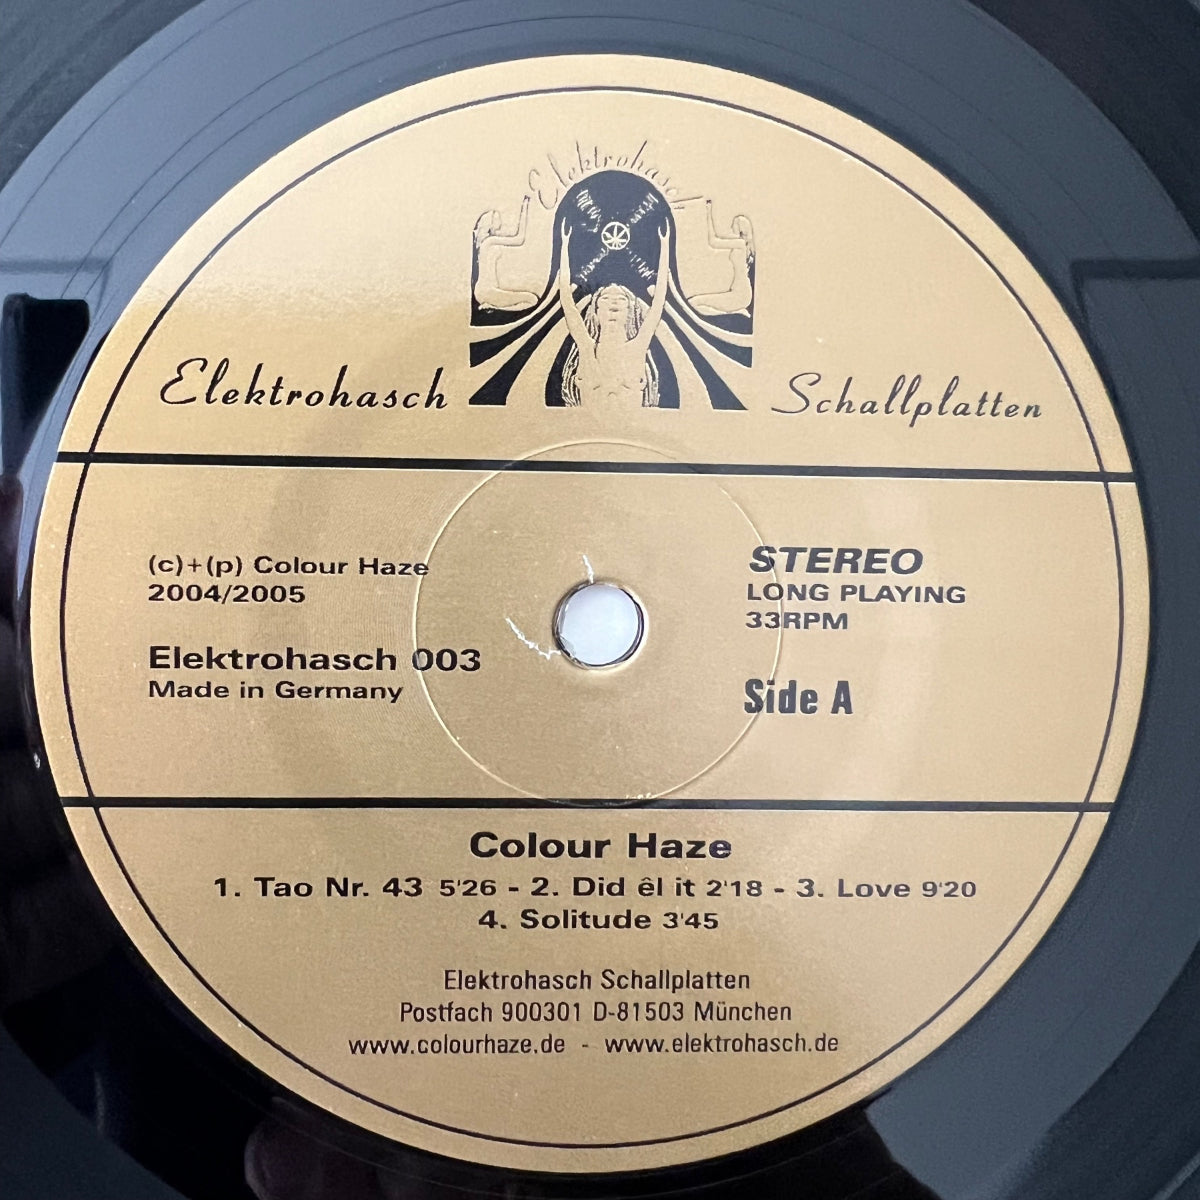 Elektrohasch
Elektrohasch Schallplatten
(c)+(p) Colour Haze
2004/2005
Elektrohasch 003
Made in Germany
STEREO
LONG PLAYING
33RPM
Side A
Colour Haze
1. Tao Nr. 43 5'26 - 2. Did êl it 2'18 - 3. Love 9'20
4. Solitude 3'45
Elektrohasch Schallplatten
Postfach 900301 D-81503 München
www.colourhaze.de - www.elektrohasch.de